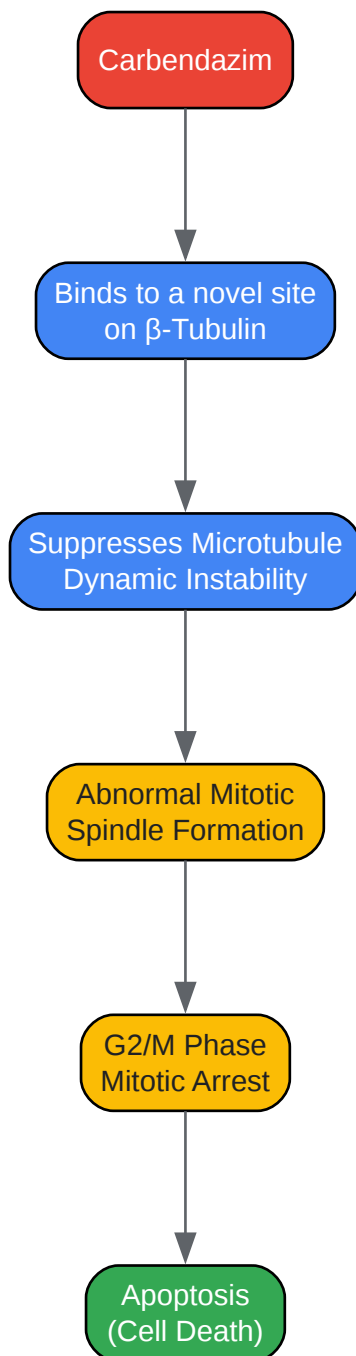 Carbendazim
Binds to a novel site
on β-Tubulin
Suppresses Microtubule
Dynamic Instability
Abnormal Mitotic
Spindle Formation
G2/M Phase
Mitotic Arrest
Apoptosis
(Cell Death)